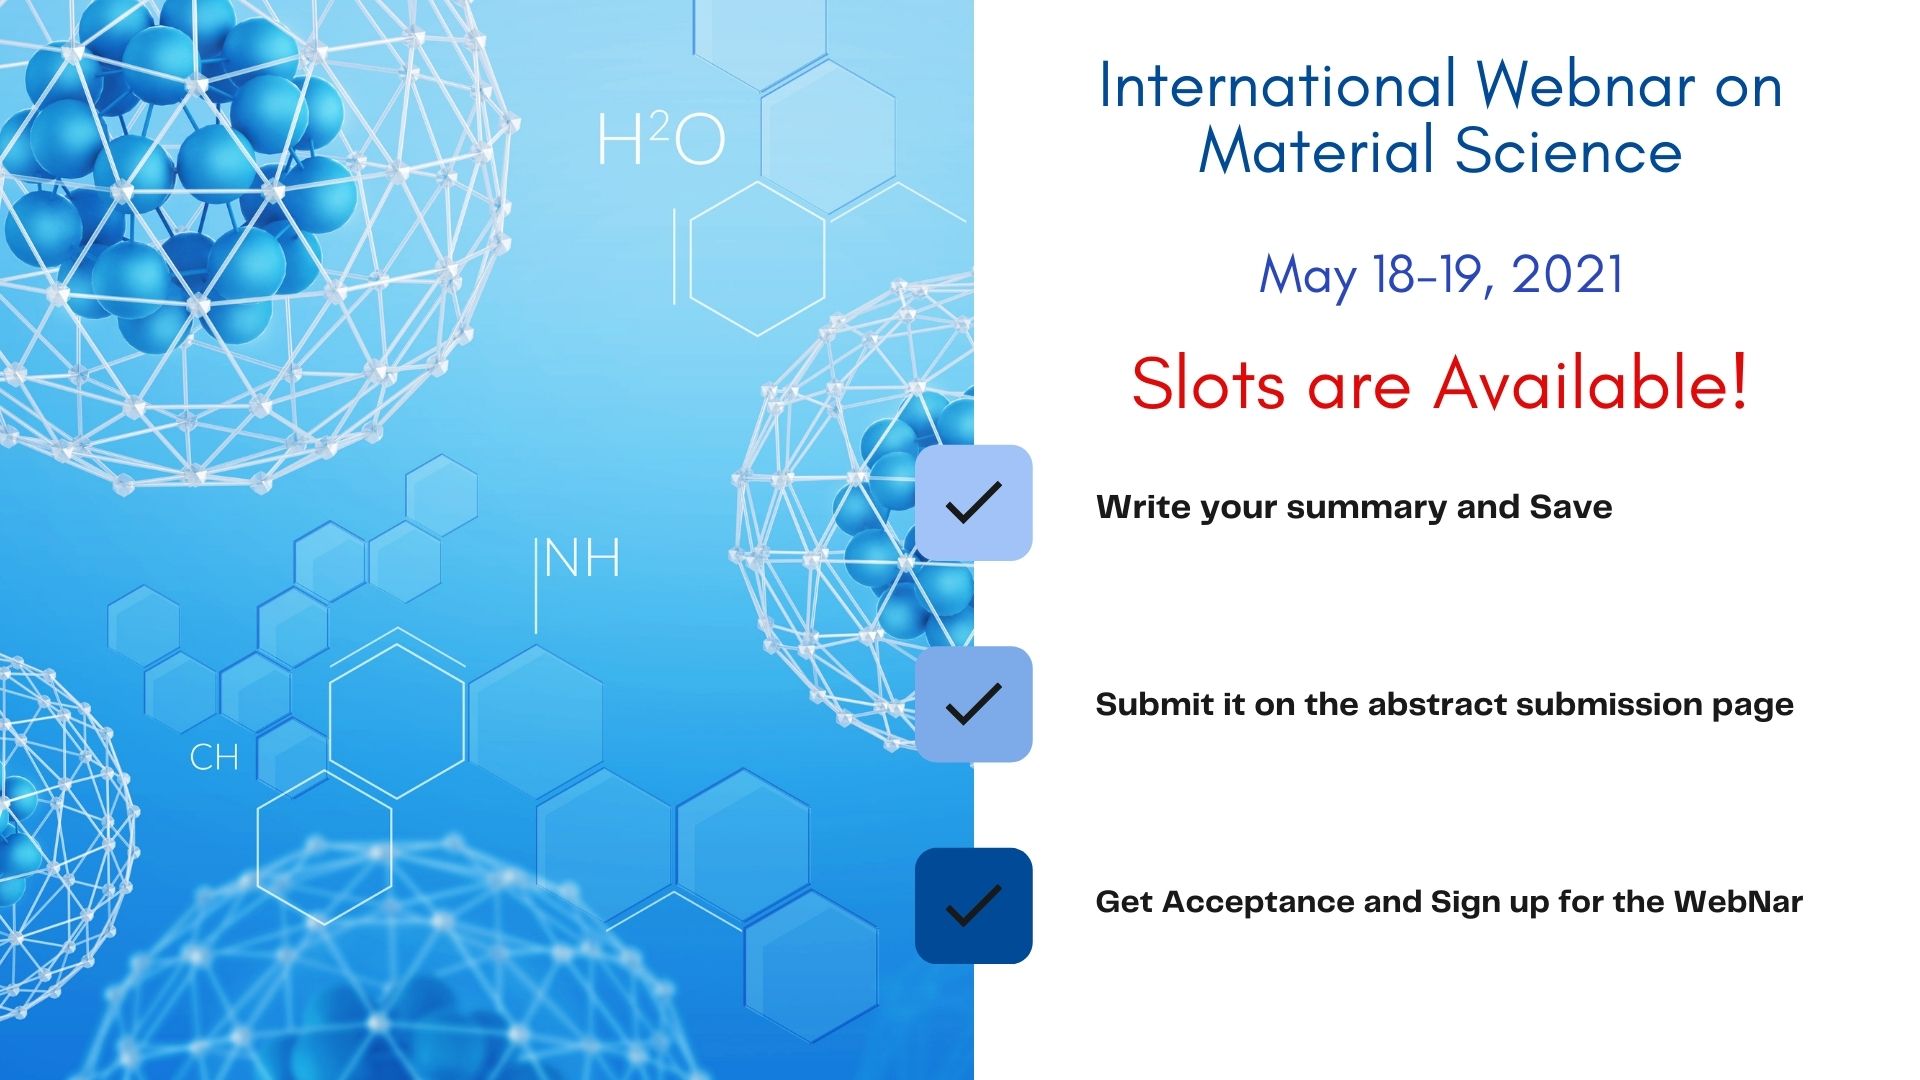 International Webnar on
Material Science
May 18-19, 2021
Slots are Available!
Write your summary and Save
Submit it on the abstract submission page
Get Acceptance and Sign up for the WebNar
H²O
NH
CH